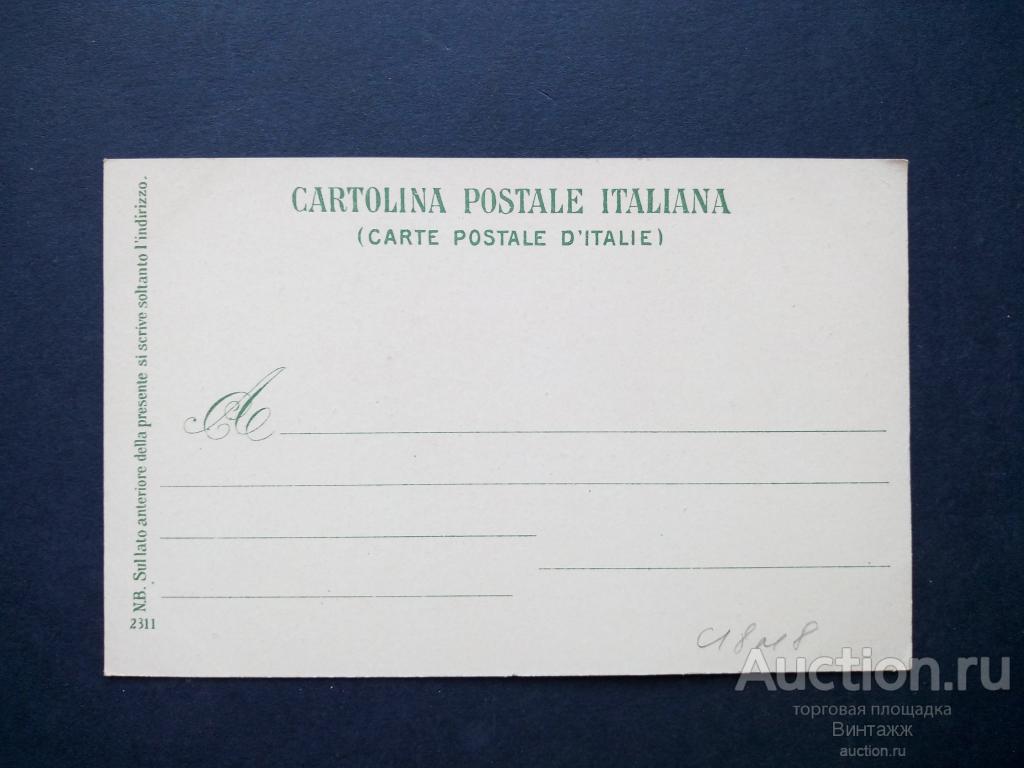 CARTOLINA POSTALE ITALIANA
(CARTE POSTALE D'ITALIE)
N.B. Sul lato anteriore della presente si scrive soltanto l'indirizzo.
A
2311
Auction.ru
торговая площадка
Винтажж
auction.ru